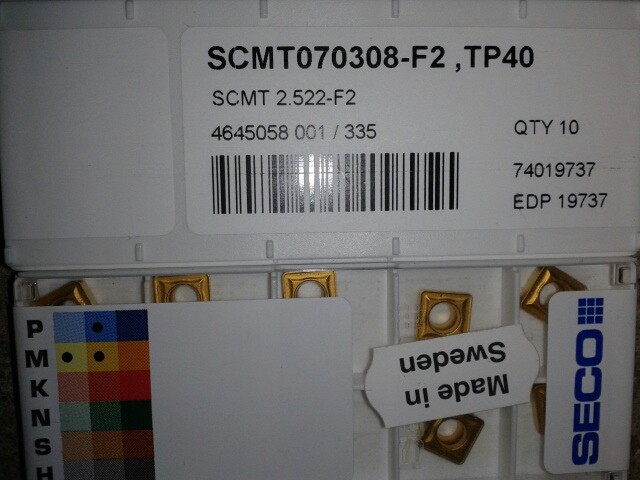 SCMT070308-F2 ,TP40
SCMT 2.522-F2
4645058 001 / 335
QTY 10
74019737
EDP 19737
P
M
K
N
S
H
Made in
Sweden
SECO